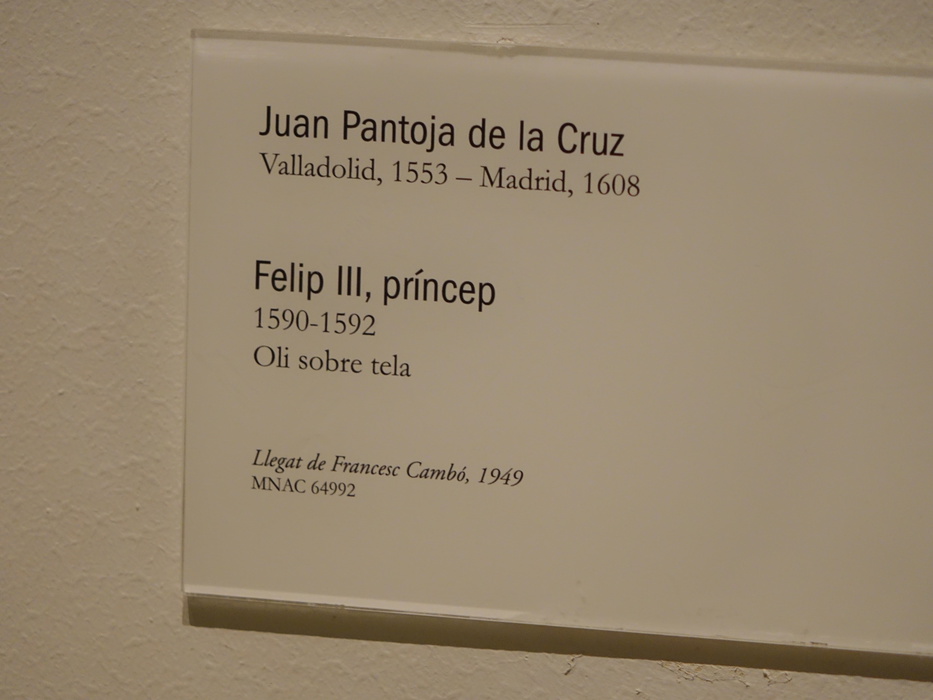 Juan Pantoja de la Cruz
Valladolid, 1553 – Madrid, 1608
Felip III, príncep
1590-1592
Oli sobre tela
Llegat de Francesc Cambó, 1949
MNAC 64992